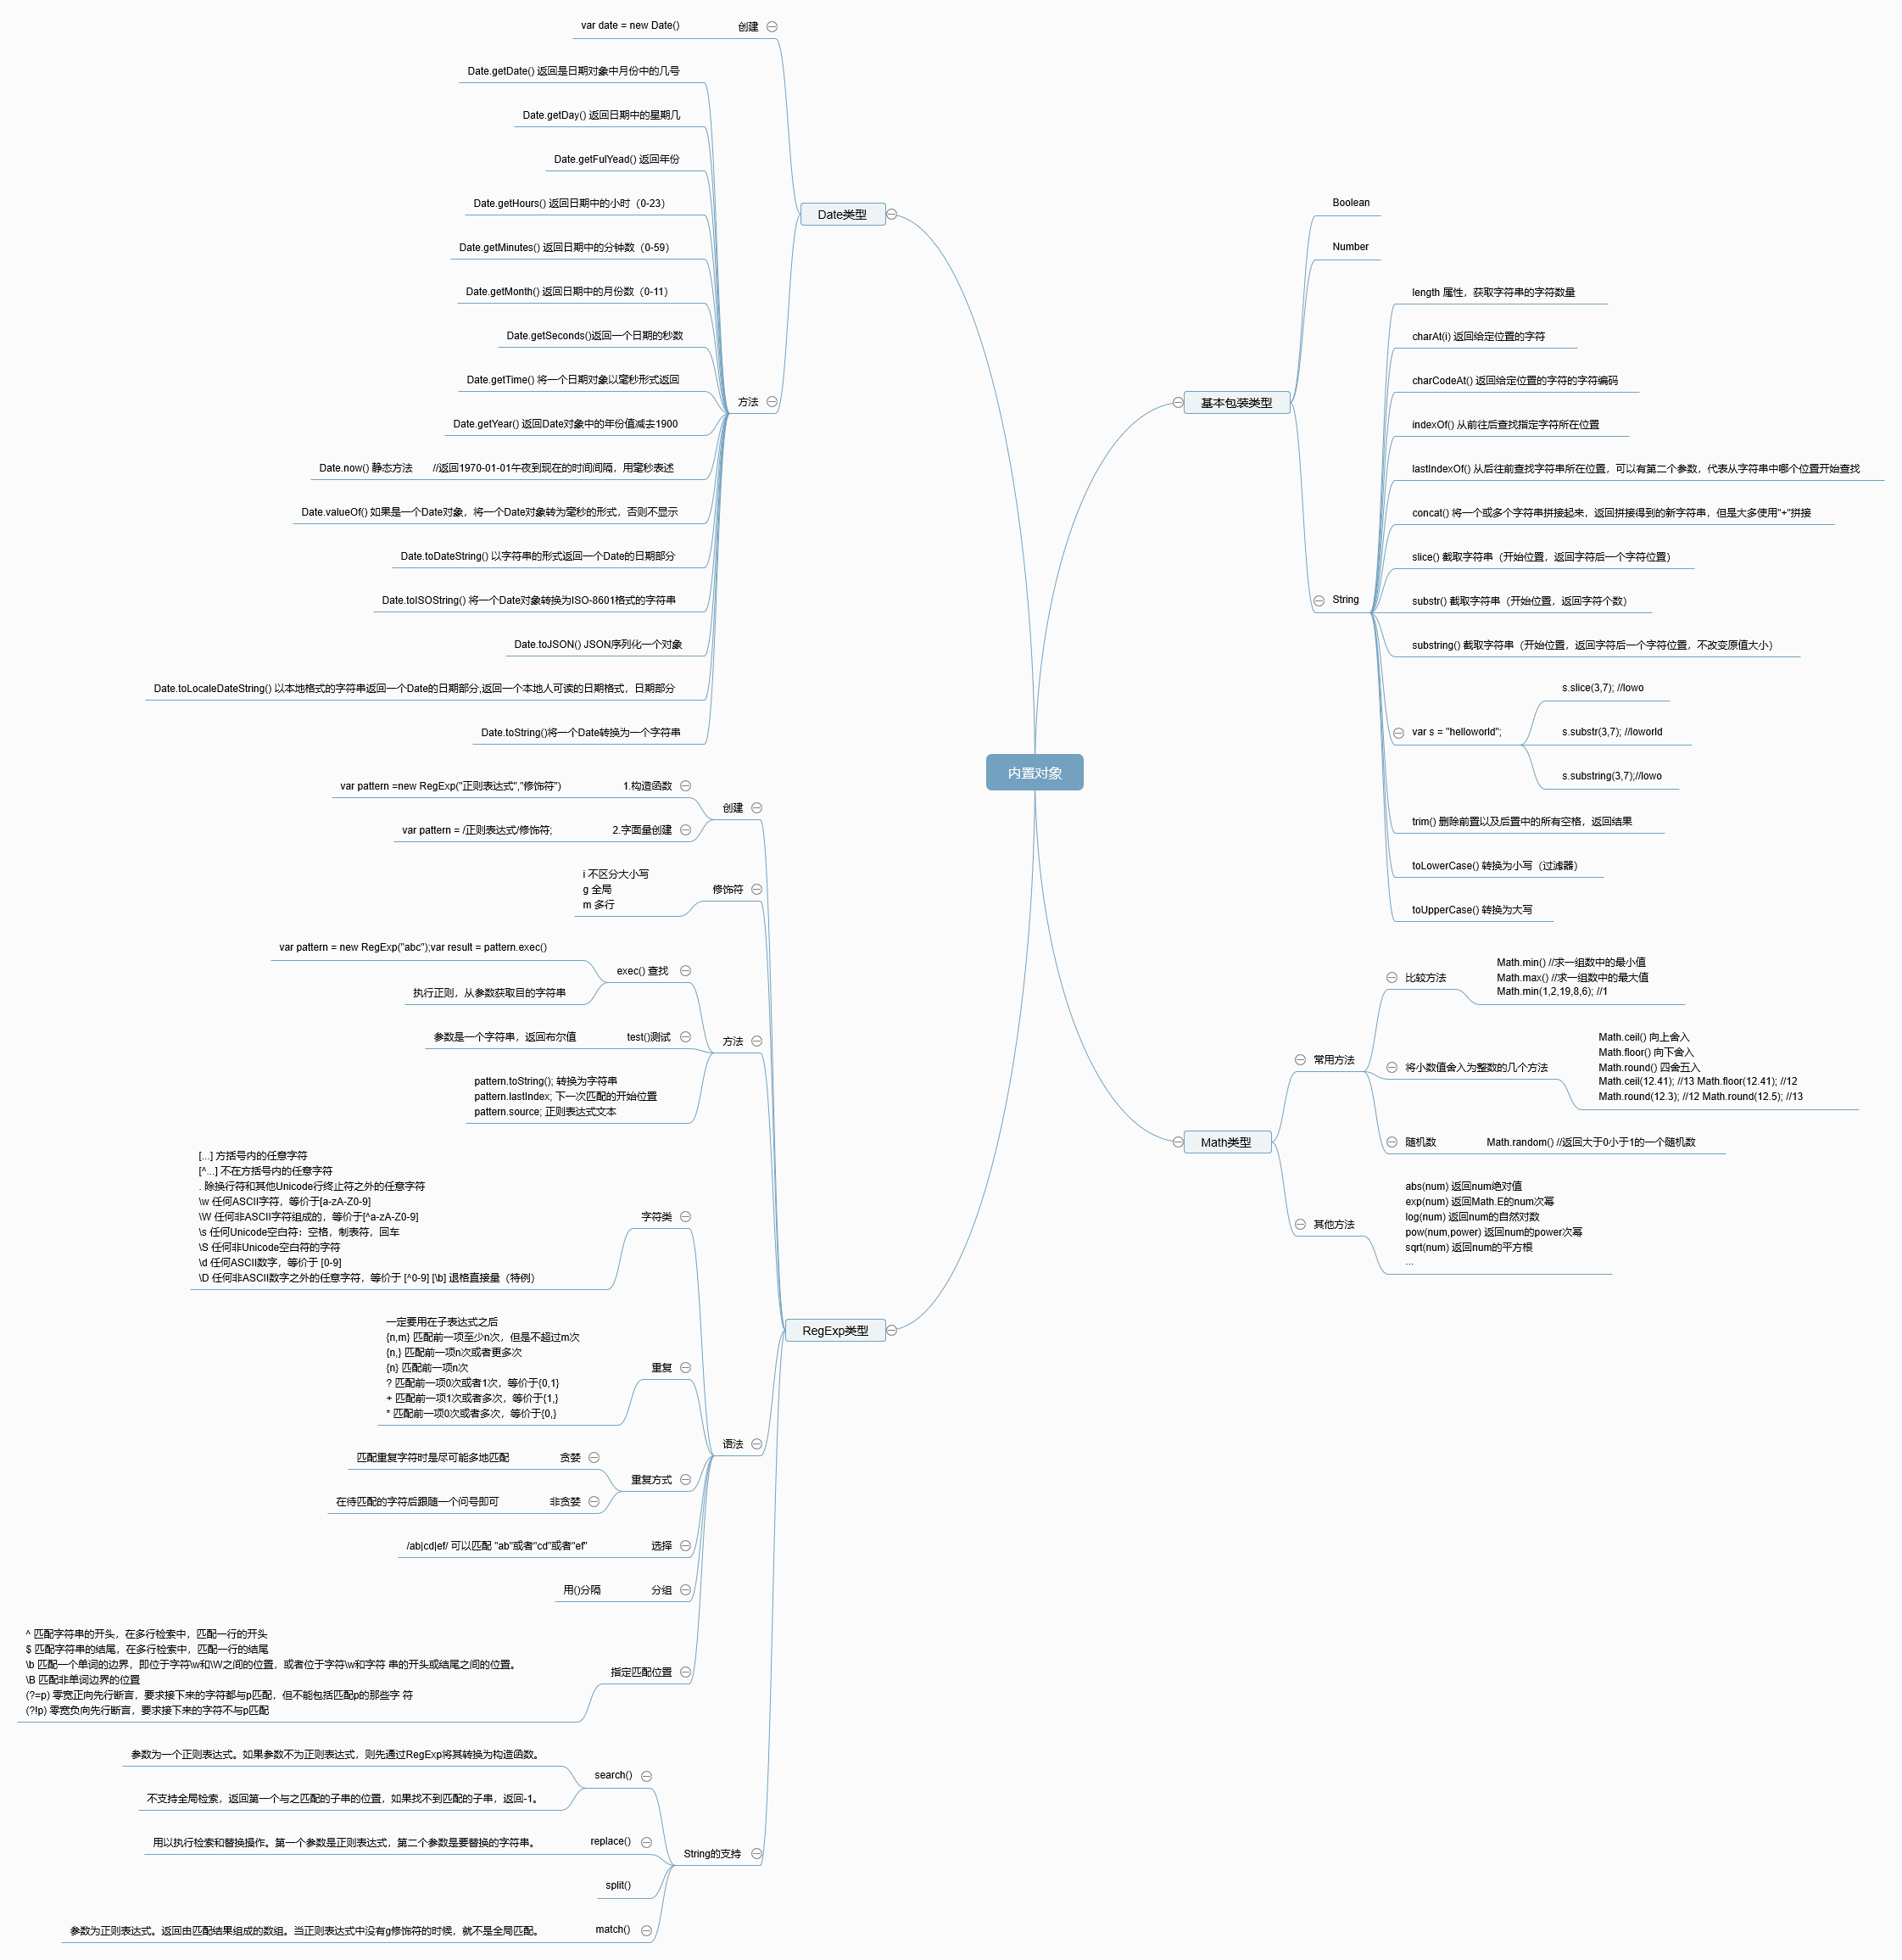 内置对象
Date类型
创建
var date = new Date()
方法
Date.getDate() 返回是日期对象中月份中的几号
Date.getDay() 返回日期中的星期几
Date.getFulYead() 返回年份
Date.getHours() 返回日期中的小时（0-23）
Date.getMinutes() 返回日期中的分钟数（0-59）
Date.getMonth() 返回日期中的月份数（0-11）
Date.getSeconds()返回一个日期的秒数
Date.getTime() 将一个日期对象以毫秒形式返回
Date.getYear() 返回Date对象中的年份值减去1900
Date.now() 静态方法 //返回1970-01-01午夜到现在的时间间隔，用毫秒表述
Date.valueOf() 如果是一个Date对象，将一个Date对象转为毫秒的形式，否则不显示
Date.toDateString() 以字符串的形式返回一个Date的日期部分
Date.toISOString() 将一个Date对象转换为ISO-8601格式的字符串
Date.toJSON() JSON序列化一个对象
Date.toLocaleDateString() 以本地格式的字符串返回一个Date的日期部分,返回一个本地人可读的日期格式，日期部分
Date.toString()将一个Date转换为一个字符串
RegExp类型
创建
1.构造函数
var pattern =new RegExp("正则表达式","修饰符")
2.字面量创建
var pattern = /正则表达式/修饰符;
修饰符
i 不区分大小写
g 全局
m 多行
方法
exec() 查找
var pattern = new RegExp("abc");var result = pattern.exec()
执行正则，从参数获取目的字符串
test()测试
参数是一个字符串，返回布尔值
pattern.toString(); 转换为字符串
pattern.lastIndex; 下一次匹配的开始位置
pattern.source; 正则表达式文本
语法
字符类
[...] 方括号内的任意字符
[^...] 不在方括号内的任意字符
. 除换行符和其他Unicode行终止符之外的任意字符
\w 任何ASCII字符，等价于[a-zA-Z0-9]
\W 任何非ASCII字符组成的，等价于[^a-zA-Z0-9]
\s 任何Unicode空白符：空格，制表符，回车
\S 任何非Unicode空白符的字符
\d 任何ASCII数字，等价于 [0-9]
\D 任何非ASCII数字之外的任意字符，等价于 [^0-9] [\b] 退格直接量（特例）
重复
一定要用在子表达式之后
{n,m} 匹配前一项至少n次，但是不超过m次
{n,} 匹配前一项n次或者更多次
{n} 匹配前一项n次
? 匹配前一项0次或者1次，等价于{0,1}
+ 匹配前一项1次或者多次，等价于{1,}
* 匹配前一项0次或者多次，等价于{0,}
重复方式
贪婪
匹配重复字符时是尽可能多地匹配
非贪婪
在待匹配的字符后跟随一个问号即可
选择
/ab|cd|ef/ 可以匹配 "ab"或者"cd"或者"ef"
分组
用()分隔
指定匹配位置
^ 匹配字符串的开头，在多行检索中，匹配一行的开头
$ 匹配字符串的结尾，在多行检索中，匹配一行的结尾
\b 匹配一个单词的边界，即位于字符\w和\W之间的位置，或者位于字符\w和字符 串的开头或结尾之间的位置。
\B 匹配非单词边界的位置
(?=p) 零宽正向先行断言，要求接下来的字符都与p匹配，但不能包括匹配p的那些字 符
(?!p) 零宽负向先行断言，要求接下来的字符不与p匹配
String的支持
search()
参数为一个正则表达式。如果参数不为正则表达式，则先通过RegExp将其转换为构造函数。
不支持全局检索，返回第一个与之匹配的子串的位置，如果找不到匹配的子串，返回-1。
replace()
用以执行检索和替换操作。第一个参数是正则表达式，第二个参数是要替换的字符串。
split()
match()
参数为正则表达式。返回由匹配结果组成的数组。当正则表达式中没有g修饰符的时候，就不是全局匹配。
基本包装类型
Boolean
Number
String
length 属性，获取字符串的字符数量
charAt(i) 返回给定位置的字符
charCodeAt() 返回给定位置的字符的字符编码
indexOf() 从前往后查找指定字符所在位置
lastIndexOf() 从后往前查找字符串所在位置，可以有第二个参数，代表从字符串中哪个位置开始查找
concat() 将一个或多个字符串拼接起来，返回拼接得到的新字符串，但是大多使用"+"拼接
slice() 截取字符串（开始位置，返回字符后一个字符位置）
substr() 截取字符串（开始位置，返回字符个数）
substring() 截取字符串（开始位置，返回字符后一个字符位置，不改变原值大小）
var s = "helloworld";
s.slice(3,7); //lowo
s.substr(3,7); //loworld
s.substring(3,7);//lowo
trim() 删除前置以及后置中的所有空格，返回结果
toLowerCase() 转换为小写（过滤器）
toUpperCase() 转换为大写
Math类型
常用方法
比较方法
Math.min() //求一组数中的最小值
Math.max() //求一组数中的最大值
Math.min(1,2,19,8,6); //1
将小数值舍入为整数的几个方法
Math.ceil() 向上舍入
Math.floor() 向下舍入
Math.round() 四舍五入
Math.ceil(12.41); //13 Math.floor(12.41); //12
Math.round(12.3); //12 Math.round(12.5); //13
随机数
Math.random() //返回大于0小于1的一个随机数
其他方法
abs(num) 返回num绝对值
exp(num) 返回Math.E的num次幂
log(num) 返回num的自然对数
pow(num,power) 返回num的power次幂
sqrt(num) 返回num的平方根
...